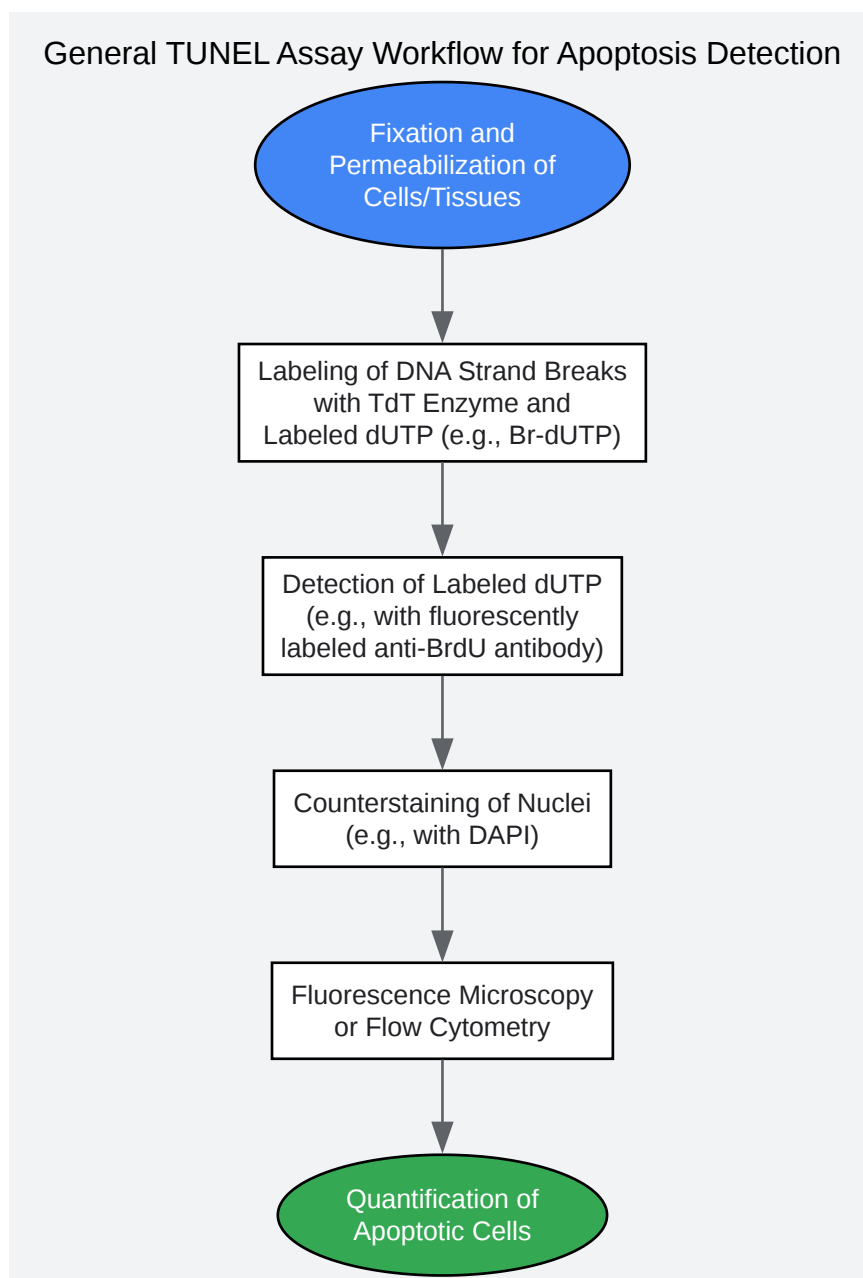 General TUNEL Assay Workflow for Apoptosis Detection
Fixation and
Permeabilization of
Cells/Tissues
Labeling of DNA Strand Breaks
with TdT Enzyme and
Labeled dUTP (e.g., Br-dUTP)
Detection of Labeled dUTP
(e.g., with fluorescently
labeled anti-BrdU antibody)
Counterstaining of Nuclei
(e.g., with DAPI)
Fluorescence Microscopy
or Flow Cytometry
Quantification of
Apoptotic Cells